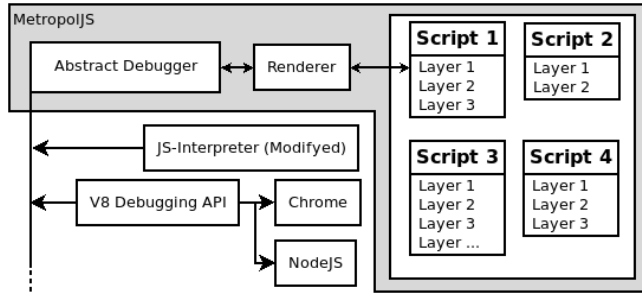 MetropolJS
Abstract Debugger
Renderer
Script 1
Layer 1
Layer 2
Layer 3
Script 2
Layer 1
Layer 2
JS-Interpreter (Modifyed)
V8 Debugging API
Chrome
NodeJS
Script 3
Layer 1
Layer 2
Layer 3
Layer ...
Script 4
Layer 1
Layer 2
Layer 3